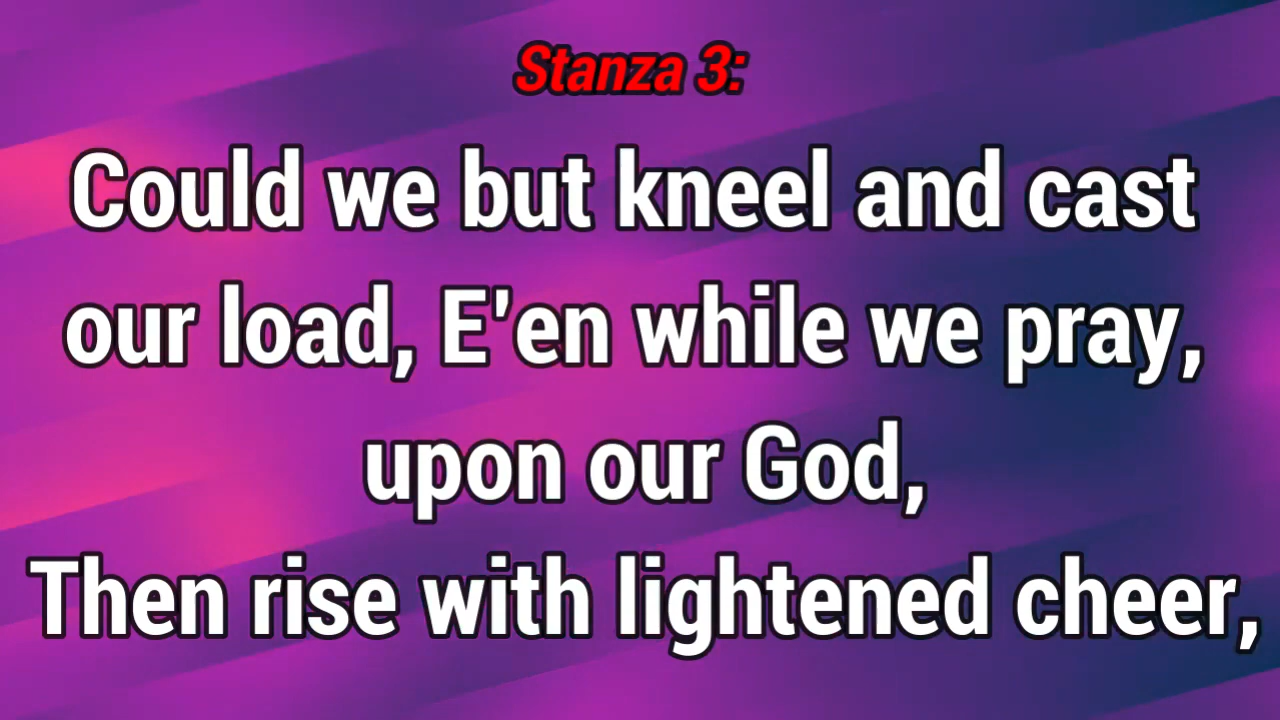 Stanza 3:
Could we but kneel and cast
our load, E'en while we pray,
upon our God,
Then rise with lightened cheer,